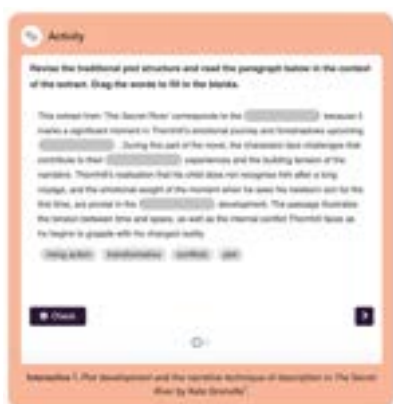 Activity
Revise the traditional plot structure and read the paragraph below in the context
of the extract. Drag the words to fill in the blanks.
This extract from 'The Secret River' corresponds to the because it
marks a significant moment in Thornhill's emotional journey and foreshadows upcoming
. During this part of the novel, the characters face challenges that
contribute to their experiences and the building tension of the
narrative. Thornhill's realisation that his child does not recognise him after a long
voyage, and the emotional weight of the moment when he sees his newborn son for the
first time, are pivotal in the development. The passage illustrates
the tension between time and space, as well as the internal conflict Thornhill faces as
he begins to grapple with his changed reality.
rising action transformative conflicts plot
Check
Interactive 1. Plot development and the narrative technique of description in The Secret
River by Kate Grenville